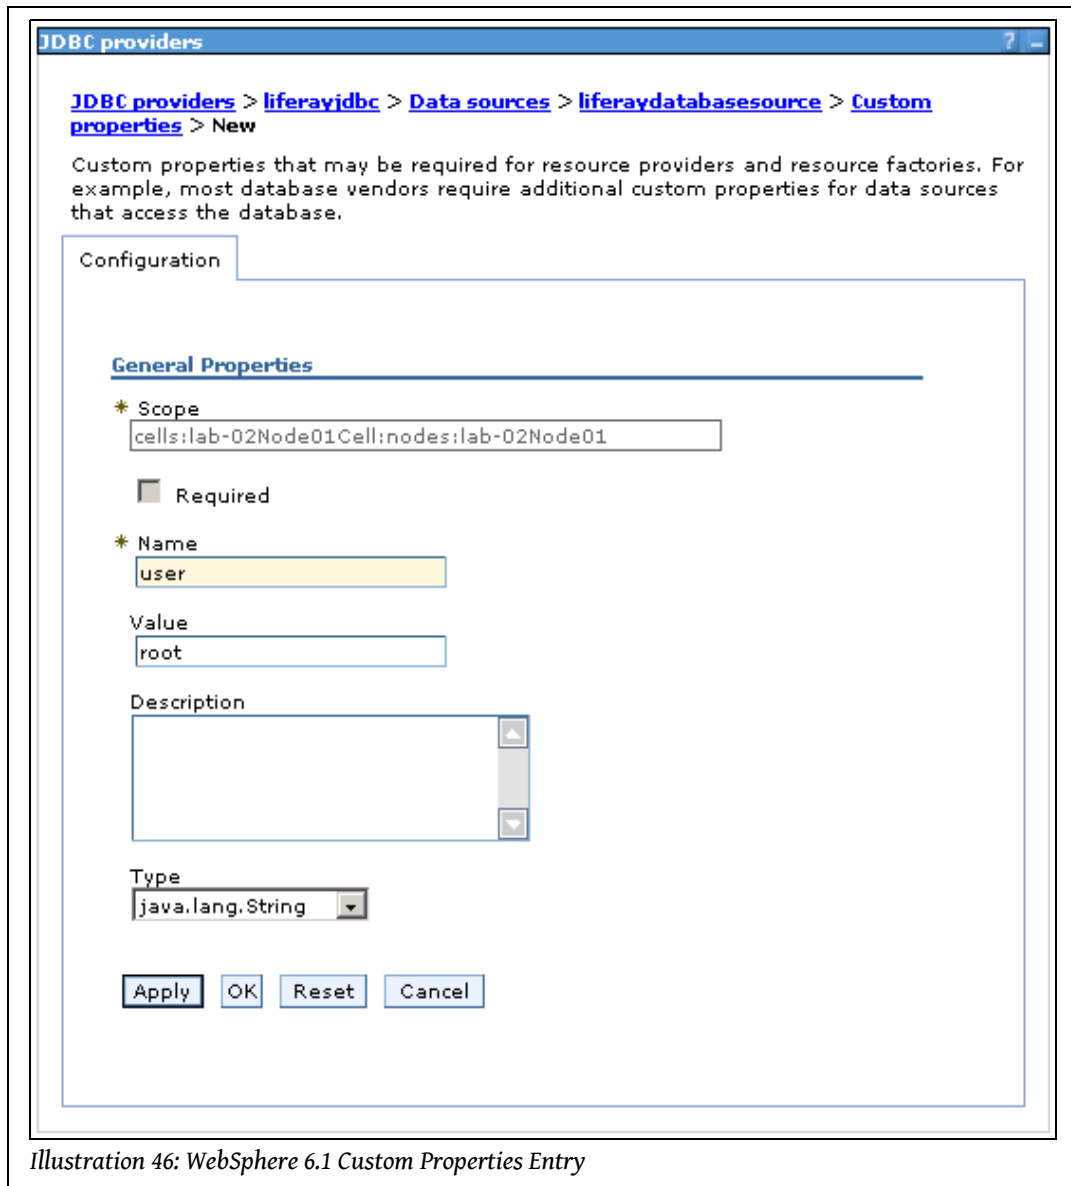 JDBC providers ? –
JDBC providers > liferayjdbc > Data sources > liferaydatabasesource > Custom
properties > New
Custom properties that may be required for resource providers and resource factories. For
example, most database vendors require additional custom properties for data sources
that access the database.
Configuration
General Properties
* Scope
cells:lab-02Node01Cell:nodes:lab-02Node01
Required
* Name
user
Value
root
Description
Type
java.lang.String
Apply OK Reset Cancel
Illustration 46: WebSphere 6.1 Custom Properties Entry